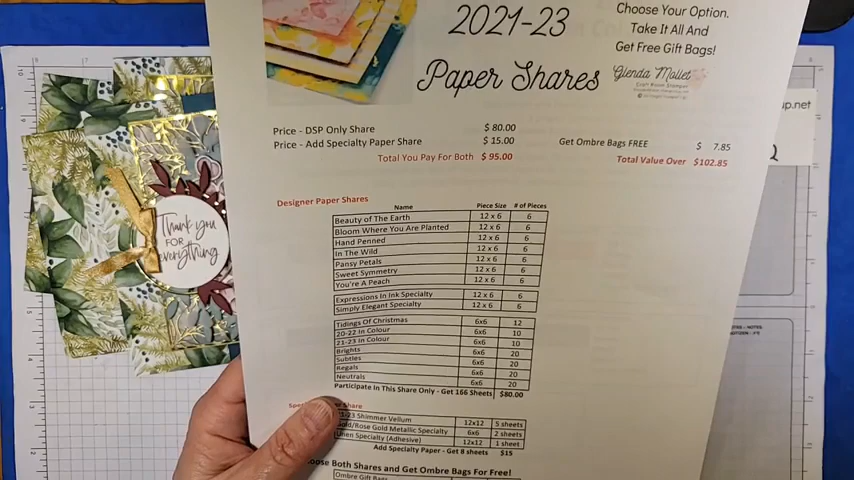 2021-23
Paper Shares
Choose Your Option.
Take It All And
Get Free Gift Bags!
Glenda Mollet
Craft Room Stamper
Price - DSP Only Share $ 80.00
Price - Add Specialty Paper Share $ 15.00
Total You Pay For Both $ 95.00
Get Ombre Bags FREE $ 7.85
Total Value Over $102.85
up.net
Designer Paper Shares
Name Piece Size # of Pieces
Beauty of The Earth 12 x 6 6
Bloom Where You Are Planted 12 x 6 6
Hand Penned 12 x 6 6
In The Wild 12 x 6 6
Pansy Petals 12 x 6 6
Sweet Symmetry 12 x 6 6
You're A Peach 12 x 6 6
Expressions In Ink Specialty 12 x 6 6
Simply Elegant Specialty 12 x 6 6
Tidings Of Christmas 6x6 12
20-22 In Colour 6x6 10
21-23 In Colour 6x6 10
Brights 6x6 20
Subtles 6x6 20
Regals 6x6 20
Neutrals 6x6 20
Participate In This Share Only - Get 166 Sheets $80.00
Share
1-23 Shimmer Vellum 12x12 5 sheets
Gold/Rose Gold Metallic Specialty 6x6 2 sheets
Linen Specialty (Adhesive) 12x12 1 sheet
Add Specialty Paper - Get 8 sheets $15
oose Both Shares and Get Ombre Bags For Free!
Ombre Gift Bags
Thank you
FOR
everything